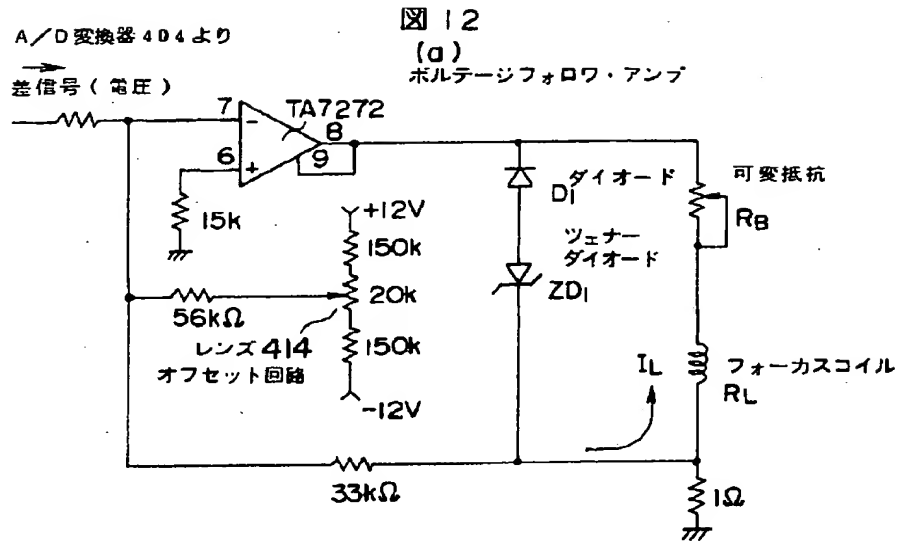 図12
(a)
ボルテージフォロワ・アンプ
A/D変換器404より
差信号(電圧)
TA7272
7
-
8
9
6
+
15k
+12V
150k
20k
150k
-12V
56kΩ
レンズ414
オフセット回路
ダイオード
D1
ツェナー
ダイオード
ZD1
可変抵抗
RB
IL
フォーカスコイル
RL
33kΩ
1Ω